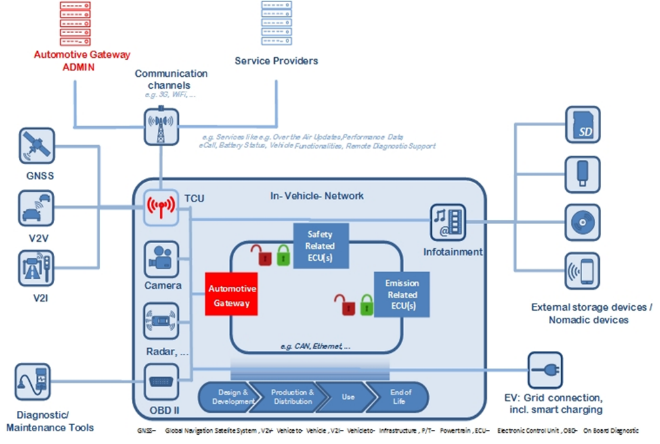 Automotive Gateway
ADMIN
Service Providers
Communication
channels
e.g. 3G, WiFi, ...
e.g. Services like e.g. Over the Air Updates, Performance Data
eCall, Battery Status, Vehicle Functionalities, Remote Diagnostic Support
GNSS
V2V
V2I
TCU
In- Vehicle- Network
Camera
Radar, ...
OBD II
Safety
Related
ECU(s)
Automotive
Gateway
Emission
Related
ECU(s)
e.g. CAN, Ethernet, ...
Infotainment
SD
External storage devices /
Nomadic devices
Diagnostic/
Maintenance Tools
Design &
Development
Production &
Distribution
Use
End of
Life
EV: Grid connection,
incl. smart charging
GNSS– Global Navigation Satelite System , V2V– Vehice to– Vehicle , V2I– Vehicleto– Infrastructure , P/T– Powertrain , ECU– Electronic Control Unit , OBD– On Board Diagnostic